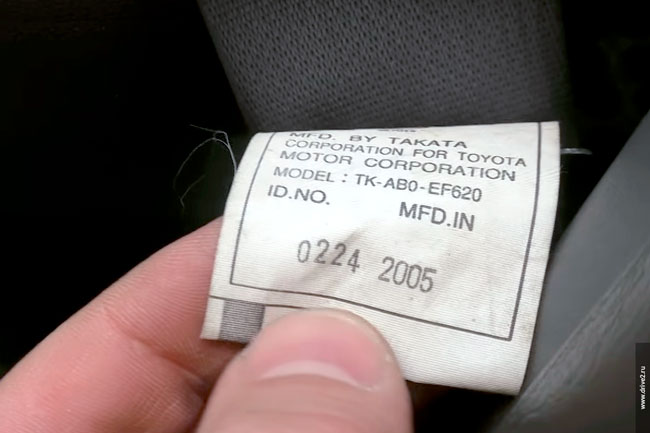 MFD. BY TAKATA
CORPORATION FOR TOYOTA
MOTOR CORPORATION
MODEL : TK-AB0-EF620
ID.NO. MFD.IN
0224 2005
www.drive2.ru